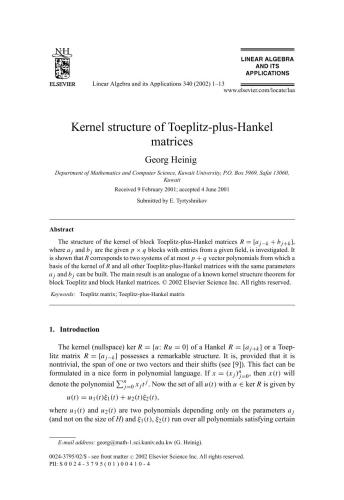 NH
ELSEVIER
LINEAR ALGEBRA
AND ITS
APPLICATIONS
Linear Algebra and its Applications 340 (2002) 1–13
www.elsevier.com/locate/laa
Kernel structure of Toeplitz-plus-Hankel
matrices
Georg Heinig
Department of Mathematics and Computer Science, Kuwait University, P.O. Box 5969, Safat 13060,
Kuwait
Received 9 February 2001; accepted 4 June 2001
Submitted by E. Tyrtyshnikov
Abstract
The structure of the kernel of block Toeplitz-plus-Hankel matrices R = [a_{j−k} + b_{j+k}],
where a_j and b_j are the given p × q blocks with entries from a given field, is investigated. It
is shown that R corresponds to two systems of at most p + q vector polynomials from which a
basis of the kernel of R and all other Toeplitz-plus-Hankel matrices with the same parameters
a_j and b_j can be built. The main result is an analogue of a known kernel structure theorem for
block Toeplitz and block Hankel matrices. © 2002 Elsevier Science Inc. All rights reserved.
Keywords: Toeplitz matrix; Toeplitz-plus-Hankel matrix
1. Introduction
The kernel (nullspace) ker R = {u: Ru = 0} of a Hankel R = [a_{j+k}] or a Toep-
litz matrix R = [a_{j−k}] possesses a remarkable structure. It is, provided that it is
nontrivial, the span of one or two vectors and their shifts (see [9]). This fact can be
formulated in a nice form in polynomial language. If x = (x_j)_{j=0}^n, then x(t) will
denote the polynomial ∑_{j=0}^n x_j t^j. Now the set of all u(t) with u ∈ ker R is given by
u(t) = u_1(t)ξ_1(t) + u_2(t)ξ_2(t),
where u_1(t) and u_2(t) are two polynomials depending only on the parameters a_j
(and not on the size of H) and ξ_1(t), ξ_2(t) run over all polynomials satisfying certain
E-mail address: georg@math-1.sci.kuniv.edu.kw (G. Heinig).
0024-3795/02/$ - see front matter © 2002 Elsevier Science Inc. All rights reserved.
PII: S 0 0 2 4 - 3 7 9 5 ( 0 1 ) 0 0 4 1 0 - 4